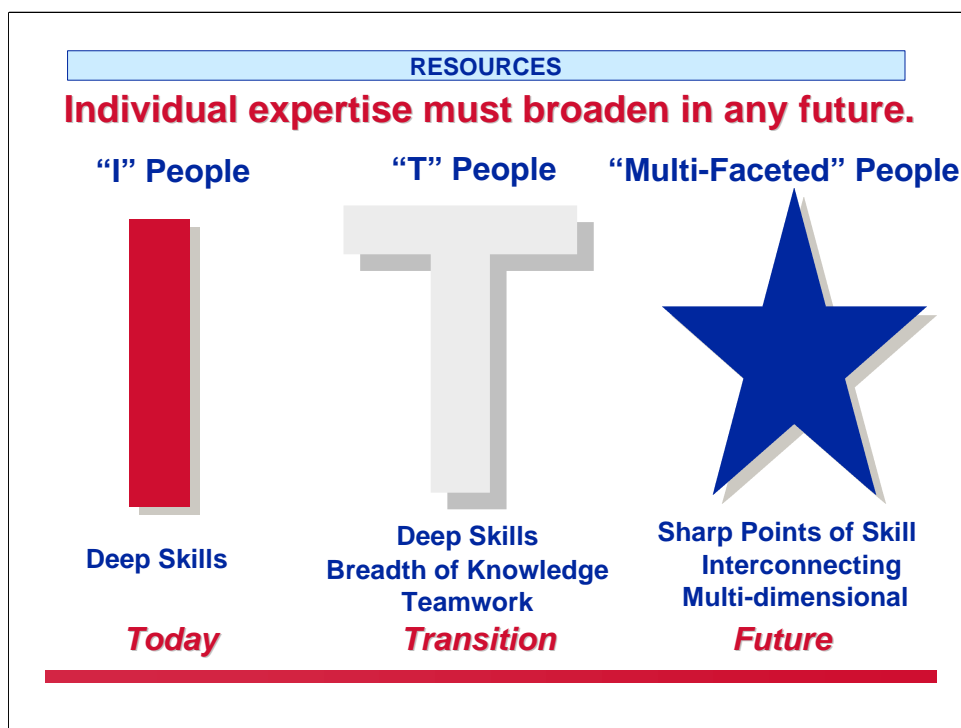 RESOURCES
Individual expertise must broaden in any future.
“I” People
Deep Skills
Today
“T” People
Deep Skills
Breadth of Knowledge
Teamwork
Transition
“Multi-Faceted” People
Sharp Points of Skill
Interconnecting
Multi-dimensional
Future